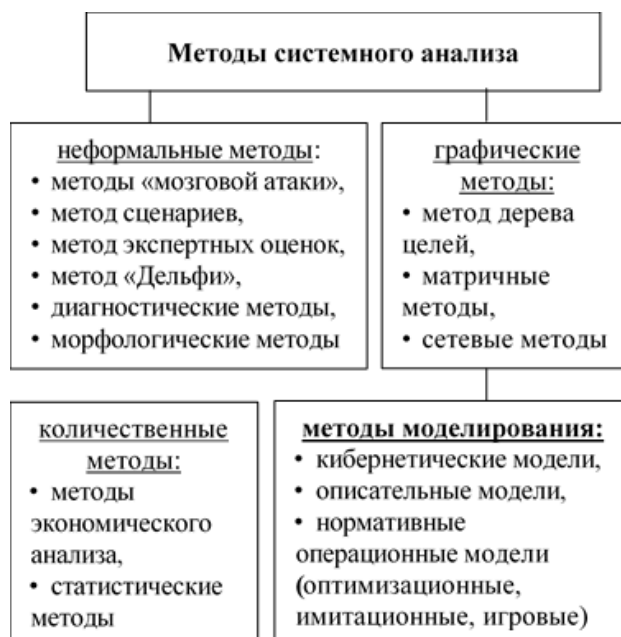 Методы системного анализа
неформальные методы:
• методы «мозговой атаки»,
• метод сценариев,
• метод экспертных оценок,
• метод «Дельфи»,
• диагностические методы,
• морфологические методы
графические
методы:
• метод дерева
целей,
• матричные
методы,
• сетевые методы
количественные
методы:
• методы
экономического
анализа,
• статистические
методы
методы моделирования:
• кибернетические модели,
• описательные модели,
• нормативные
операционные модели
(оптимизационные,
имитационные, игровые)